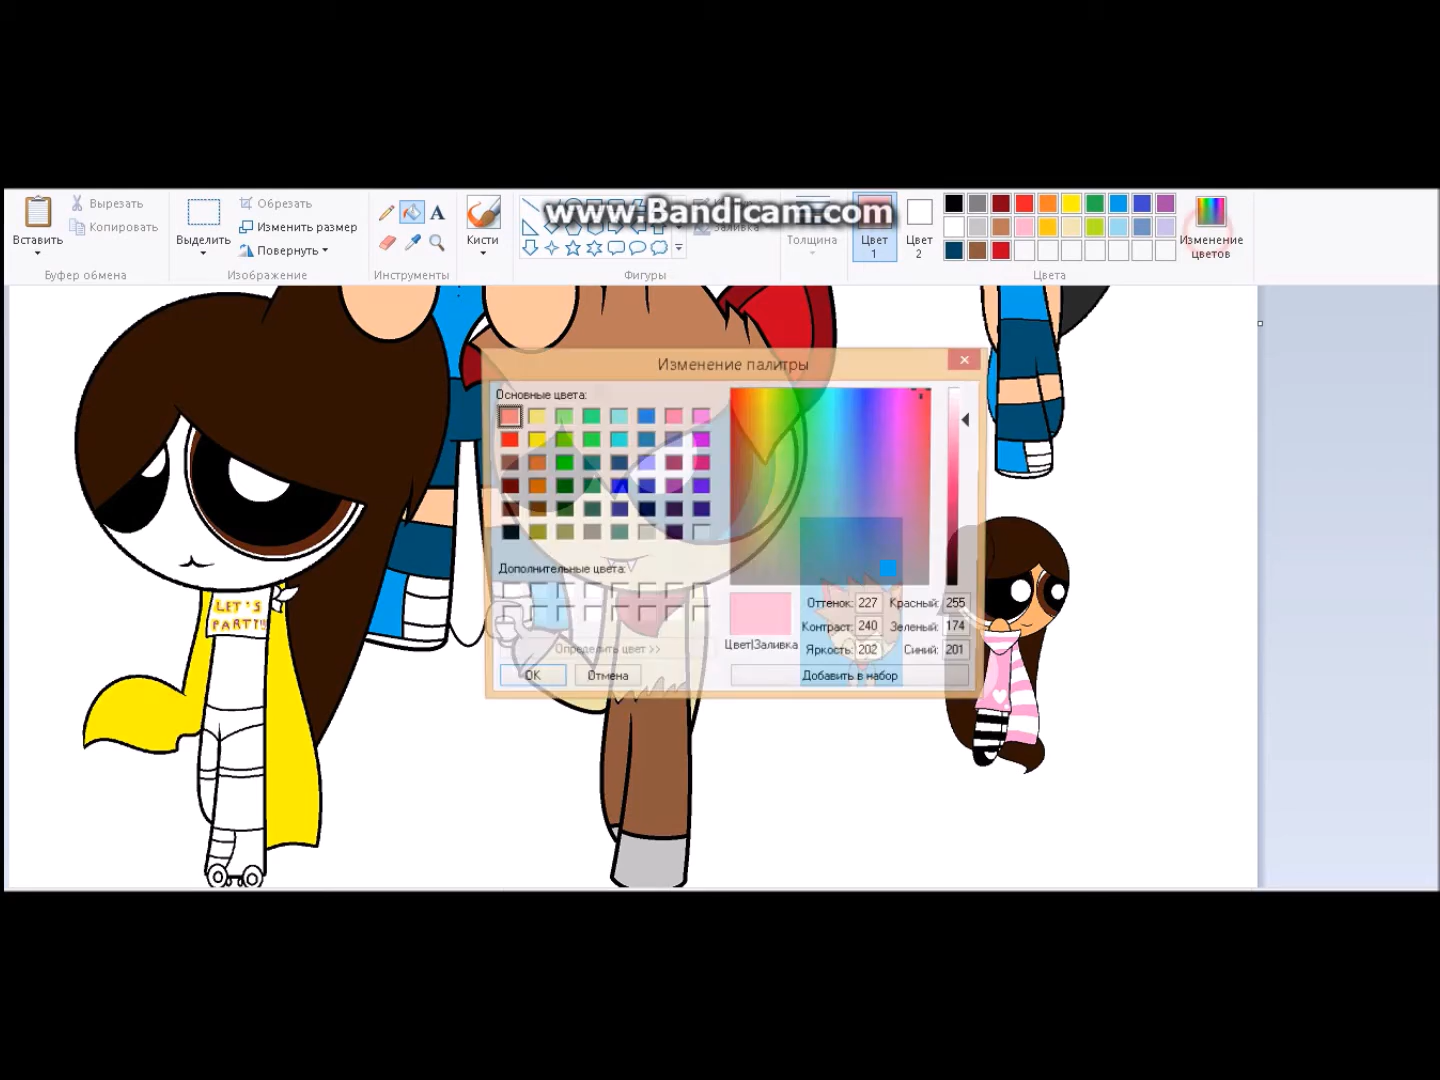 www.Bandicam.com
Вставить
Вырезать
Копировать
Буфер обмена
Выделить
Обрезать
Изменить размер
Повернуть
Изображение
A
Инструменты
Кисти
Заливка
Фигуры
Толщина
Цвет
1
Цвет
2
Цвета
Изменение
цветов
Изменение палитры
Основные цвета:
Дополнительные цвета:
Определить цвет >>
OK
Отмена
Цвет|Заливка
Оттенок: 227
Контраст: 240
Яркость: 202
Красный: 255
Зеленый: 174
Синий: 201
Добавить в набор
LET'S
PARTY!!